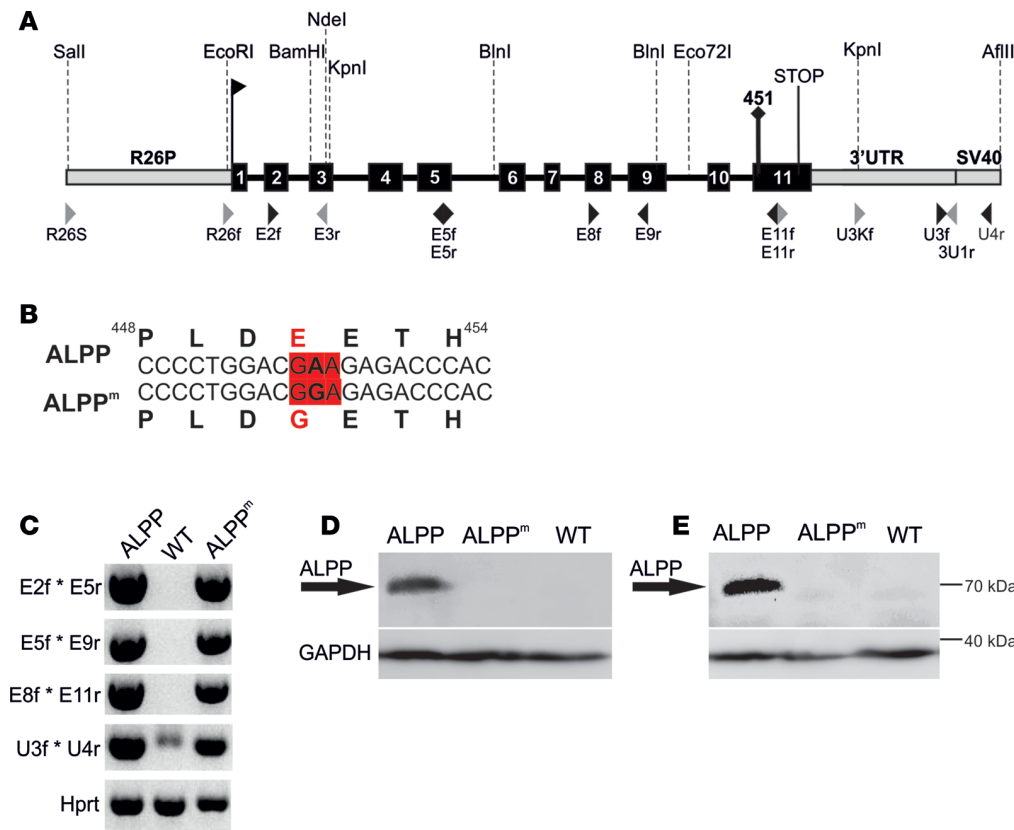 A
NdeI
SalI EcoRI BamHI BlnI BlnI Eco72I KpnI AflII
KpnI
STOP
451
R26P 3'UTR SV40
1 2 3 4 5 6 7 8 9 10 11
R26S R26f E2f E3r E5f E8f E9r E11f U3Kf U3f U4r
E5r E11r 3U1r
B
448 P L D E E T H 454
ALPP
CCCCTGGACGAAGAGACCCAC
CCCCTGGACGGAGAGACCCAC
ALPPm
P L D G E T H
C
ALPP WT ALPPm
E2f * E5r
E5f * E9r
E8f * E11r
U3f * U4r
Hprt
D
ALPP ALPPm WT
ALPP
GAPDH
E
ALPP ALPPm WT
ALPP
70 kDa
40 kDa